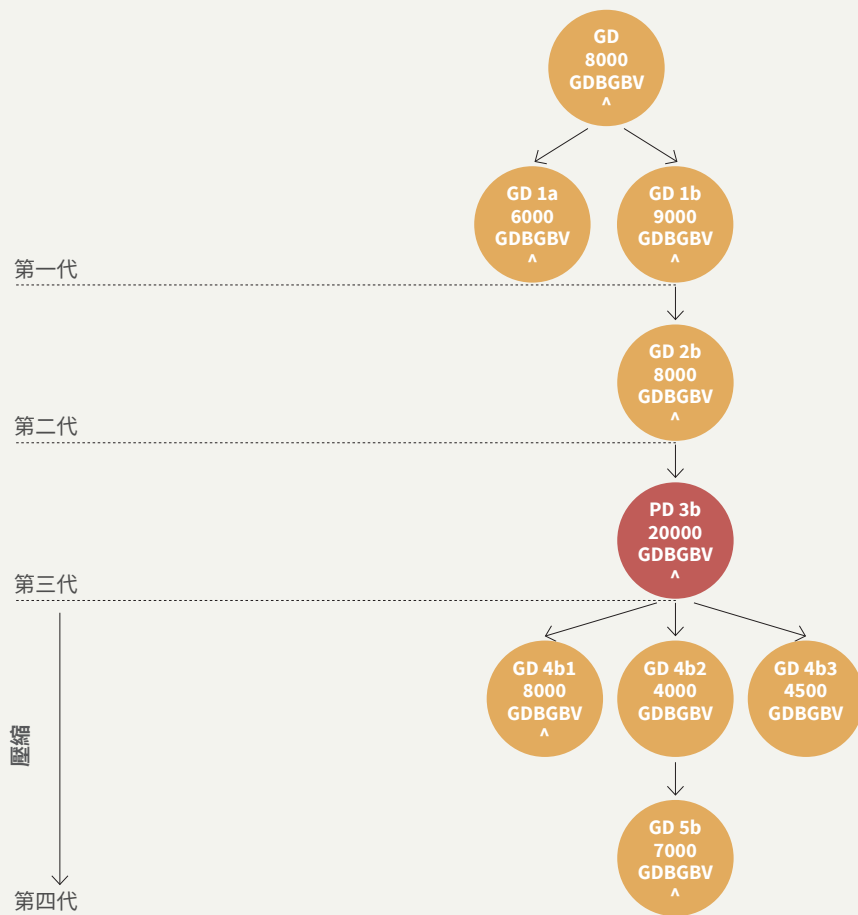 GD
8000
GDBGBV
^
GD 1a
6000
GDBGBV
^
GD 1b
9000
GDBGBV
^
第一代
GD 2b
8000
GDBGBV
^
第二代
PD 3b
20000
GDBGBV
^
第三代
GD 4b1
8000
GDBGBV
^
GD 4b2
4000
GDBGBV
GD 4b3
4500
GDBGBV
壓縮
GD 5b
7000
GDBGBV
^
第四代